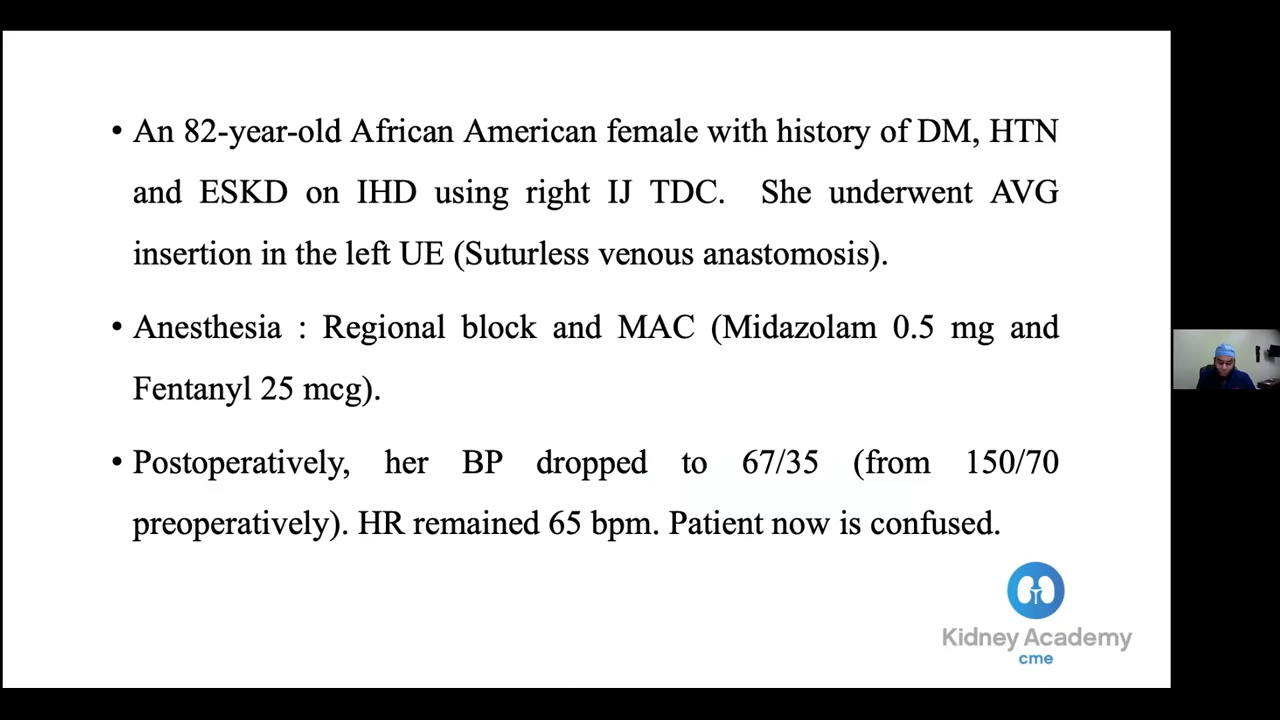 • An 82-year-old African American female with history of DM, HTN
and ESKD on IHD using right IJ TDC. She underwent AVG
insertion in the left UE (Suturless venous anastomosis).
• Anesthesia : Regional block and MAC (Midazolam 0.5 mg and
Fentanyl 25 mcg).
• Postoperatively, her BP dropped to 67/35 (from 150/70
preoperatively). HR remained 65 bpm. Patient now is confused.
Kidney Academy
cme